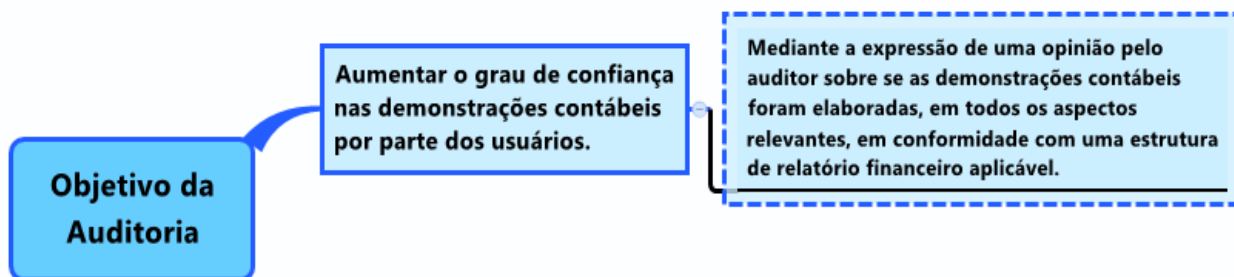 Objetivo da
Auditoria
Aumentar o grau de confiança
nas demonstrações contábeis
por parte dos usuários.
Mediante a expressão de uma opinião pelo
auditor sobre se as demonstrações contábeis
foram elaboradas, em todos os aspectos
relevantes, em conformidade com uma estrutura
de relatório financeiro aplicável.